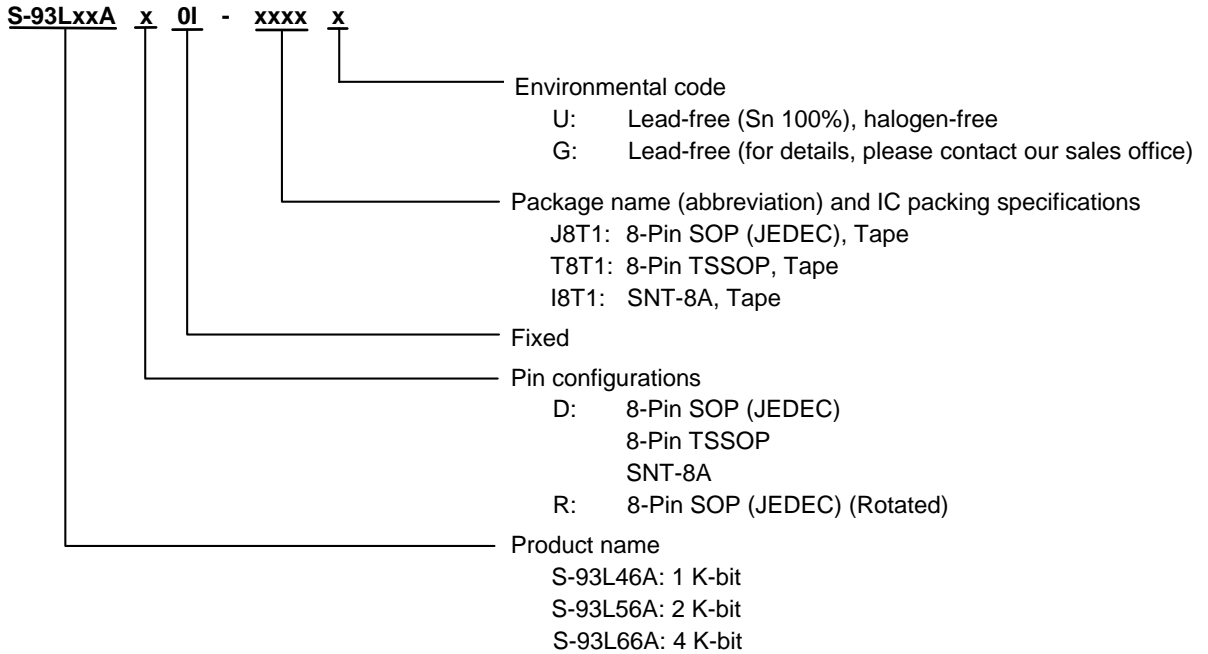 S-93LxxA x 0I - xxxx x
Environmental code
U: Lead-free (Sn 100%), halogen-free
G: Lead-free (for details, please contact our sales office)
Package name (abbreviation) and IC packing specifications
J8T1: 8-Pin SOP (JEDEC), Tape
T8T1: 8-Pin TSSOP, Tape
I8T1: SNT-8A, Tape
Fixed
Pin configurations
D: 8-Pin SOP (JEDEC)
8-Pin TSSOP
SNT-8A
R: 8-Pin SOP (JEDEC) (Rotated)
Product name
S-93L46A: 1 K-bit
S-93L56A: 2 K-bit
S-93L66A: 4 K-bit